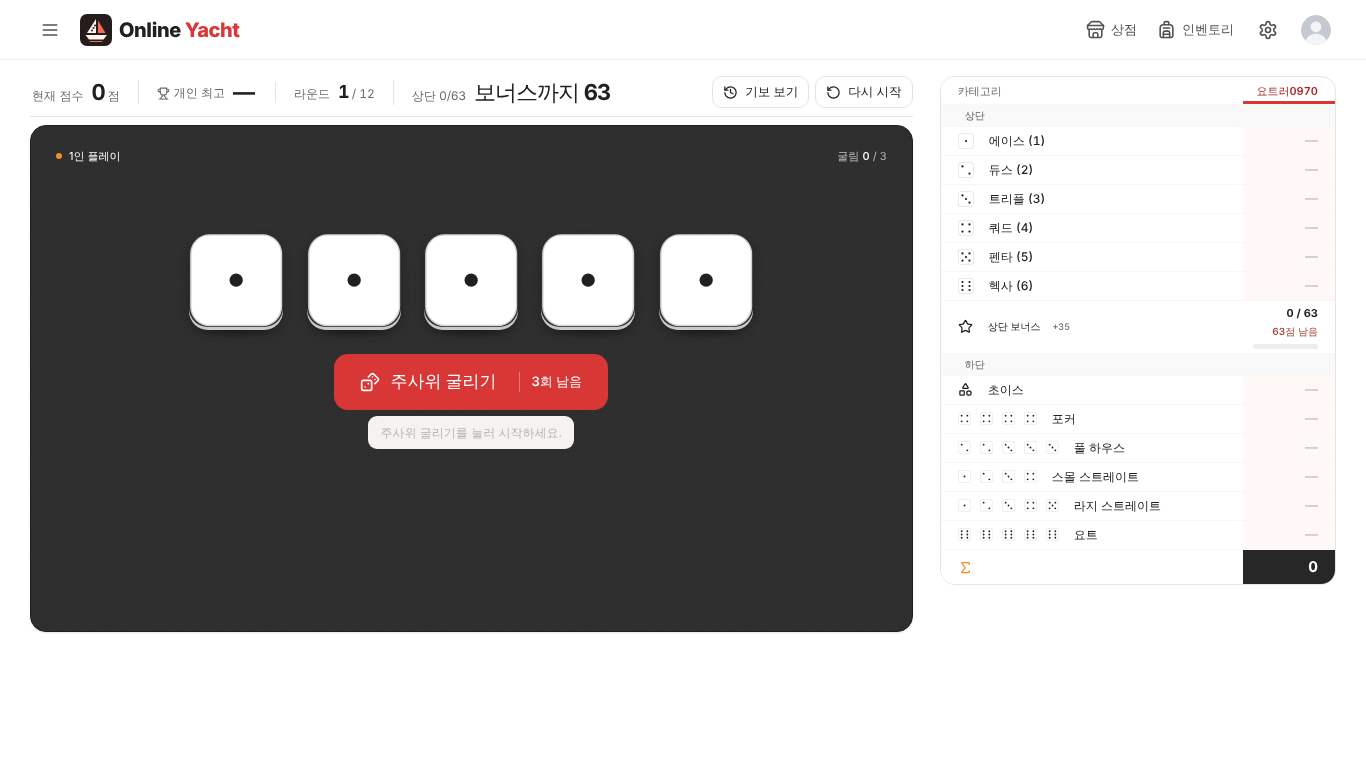 Online Yacht
상점
인벤토리
현재 점수 0점
개인 최고 —
라운드 1 / 12
상단 0/63 보너스까지 63
기보 보기
다시 시작
1인 플레이
굴림 0 / 3
주사위 굴리기
3회 남음
주사위 굴리기를 눌러 시작하세요.
카테고리
요트러0970
상단
에이스 (1) —
듀스 (2) —
트리플 (3) —
쿼드 (4) —
펜타 (5) —
헥사 (6) —
상단 보너스 +35
0 / 63
63점 남음
하단
초이스 —
포커 —
풀 하우스 —
스몰 스트레이트 —
라지 스트레이트 —
요트 —
Σ 0